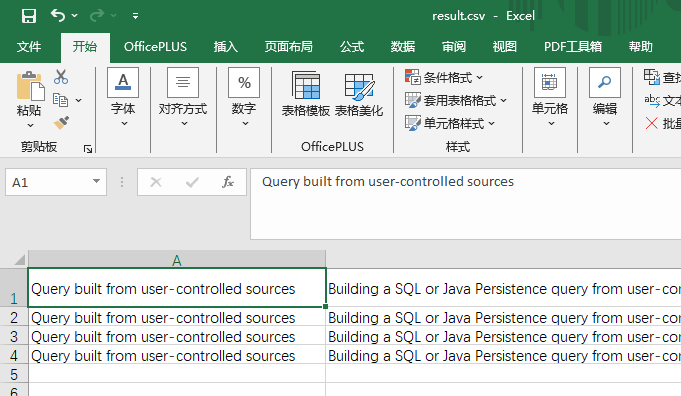 result.csv - Excel
文件 开始 OfficePLUS 插入 页面布局 公式 数据 审阅 视图 PDF工具箱 帮助
粘贴
剪贴板
字体
对齐方式
%
数字
表格模板 表格美化
OfficePLUS
条件格式
套用表格格式
单元格样式
样式
单元格
编辑
查找
abc 文本
批量
A1
fx
Query built from user-controlled sources
A
1 Query built from user-controlled sources Building a SQL or Java Persistence query from user-co
2 Query built from user-controlled sources Building a SQL or Java Persistence query from user-co
3 Query built from user-controlled sources Building a SQL or Java Persistence query from user-co
4 Query built from user-controlled sources Building a SQL or Java Persistence query from user-co
5
6